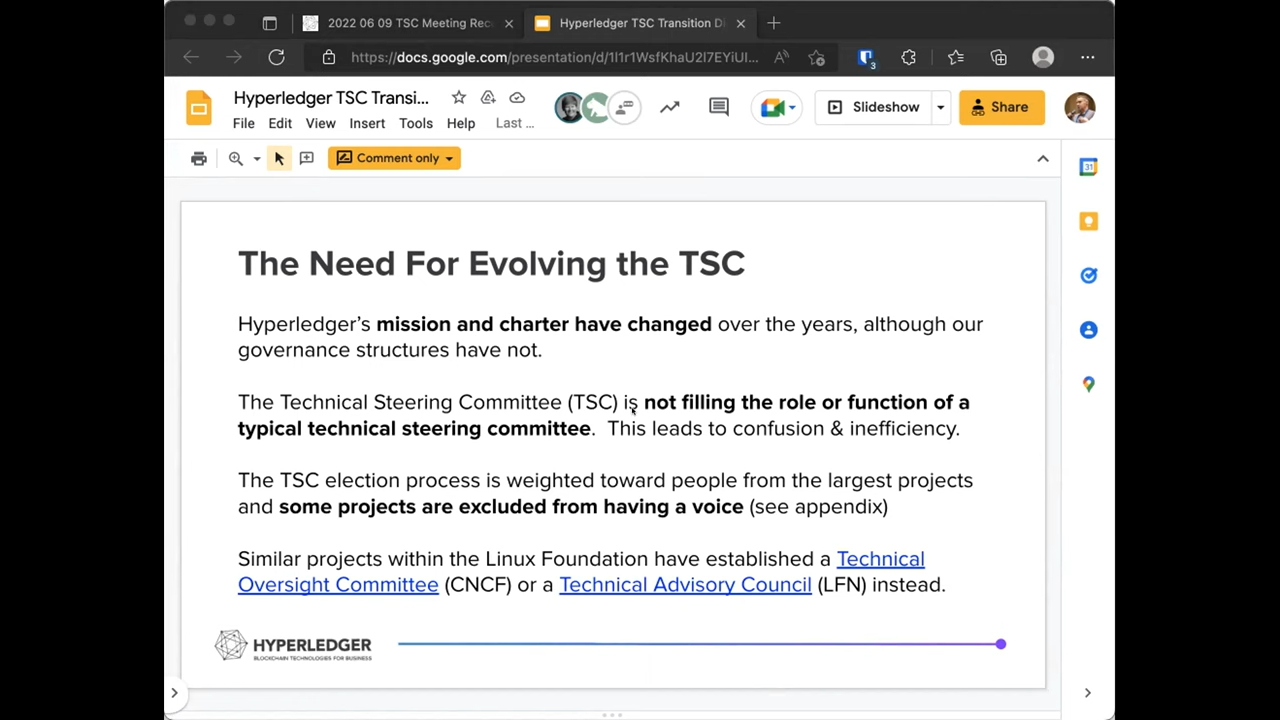 2022 06 09 TSC Meeting Rec
Hyperledger TSC Transition Di
https://docs.google.com/presentation/d/1l1r1WsfKhaU2l7EYiUl...
3
Hyperledger TSC Transi...
File Edit View Insert Tools Help Last ...
Slideshow
Share
Comment only
31
The Need For Evolving the TSC
Hyperledger's mission and charter have changed over the years, although our
governance structures have not.
The Technical Steering Committee (TSC) is not filling the role or function of a
typical technical steering committee. This leads to confusion & inefficiency.
The TSC election process is weighted toward people from the largest projects
and some projects are excluded from having a voice (see appendix)
Similar projects within the Linux Foundation have established a Technical
Oversight Committee (CNCF) or a Technical Advisory Council (LFN) instead.
HYPERLEDGER
BLOCKCHAIN TECHNOLOGIES FOR BUSINESS